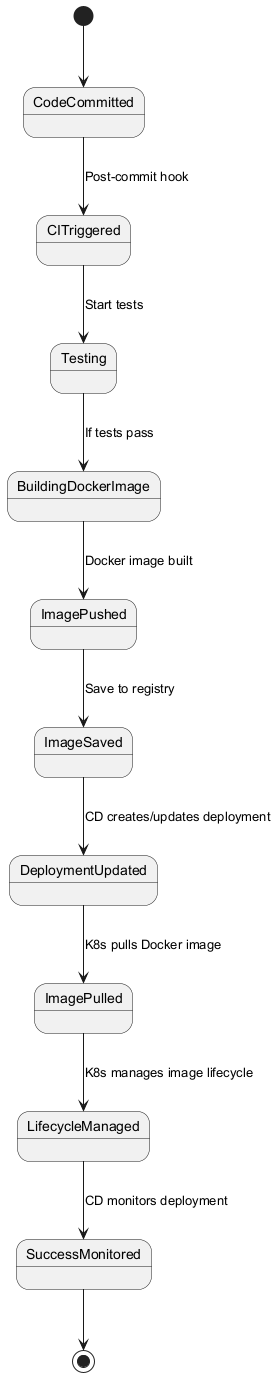 CodeCommitted
Post-commit hook
CITriggered
Start tests
Testing
If tests pass
BuildingDockerImage
Docker image built
ImagePushed
Save to registry
ImageSaved
CD creates/updates deployment
DeploymentUpdated
K8s pulls Docker image
ImagePulled
K8s manages image lifecycle
LifecycleManaged
CD monitors deployment
SuccessMonitored